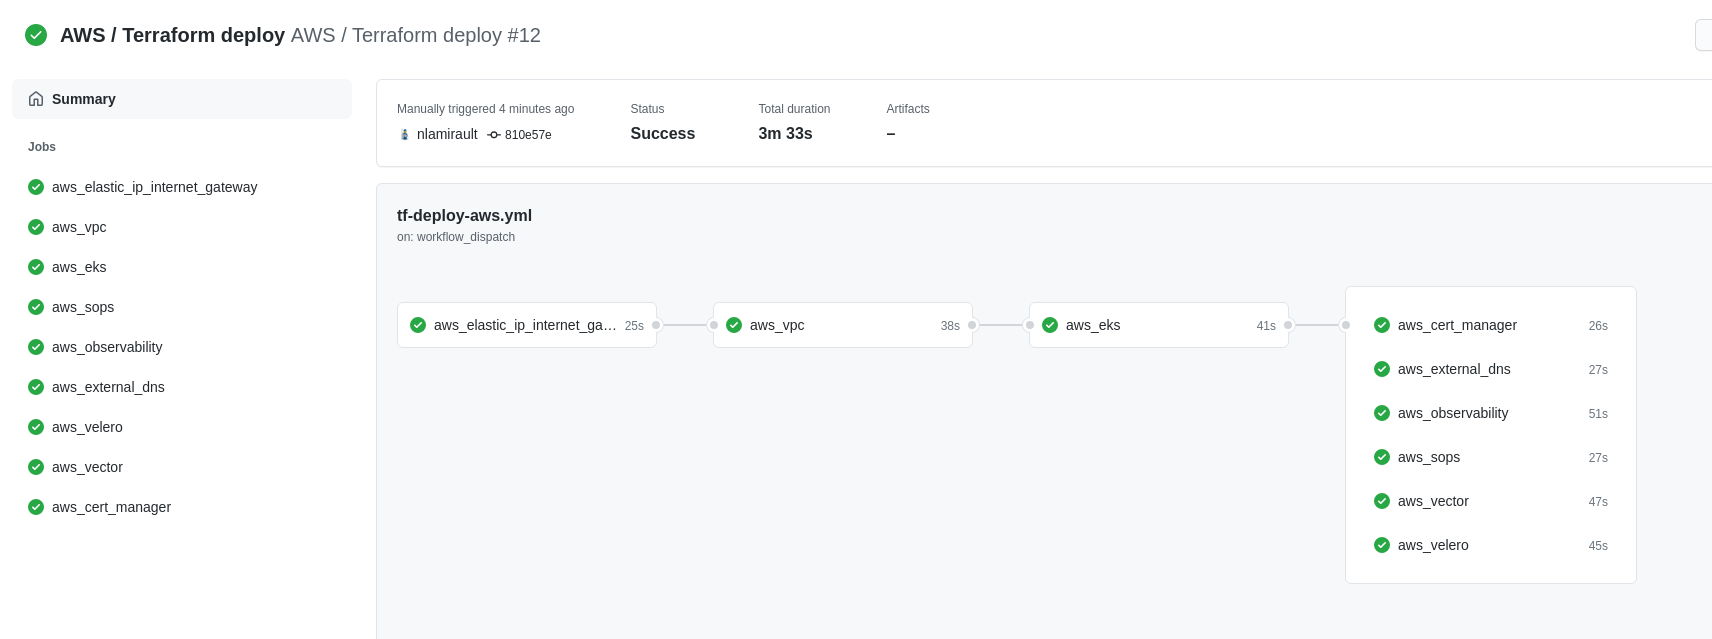 AWS / Terraform deploy AWS / Terraform deploy #12
Summary
Jobs
aws_elastic_ip_internet_gateway
aws_vpc
aws_eks
aws_sops
aws_observability
aws_external_dns
aws_velero
aws_vector
aws_cert_manager
Manually triggered 4 minutes ago
nlamirault 810e57e
Status
Success
Total duration
3m 33s
Artifacts
–
tf-deploy-aws.yml
on: workflow_dispatch
aws_elastic_ip_internet_ga… 25s
aws_vpc 38s
aws_eks 41s
aws_cert_manager 26s
aws_external_dns 27s
aws_observability 51s
aws_sops 27s
aws_vector 47s
aws_velero 45s